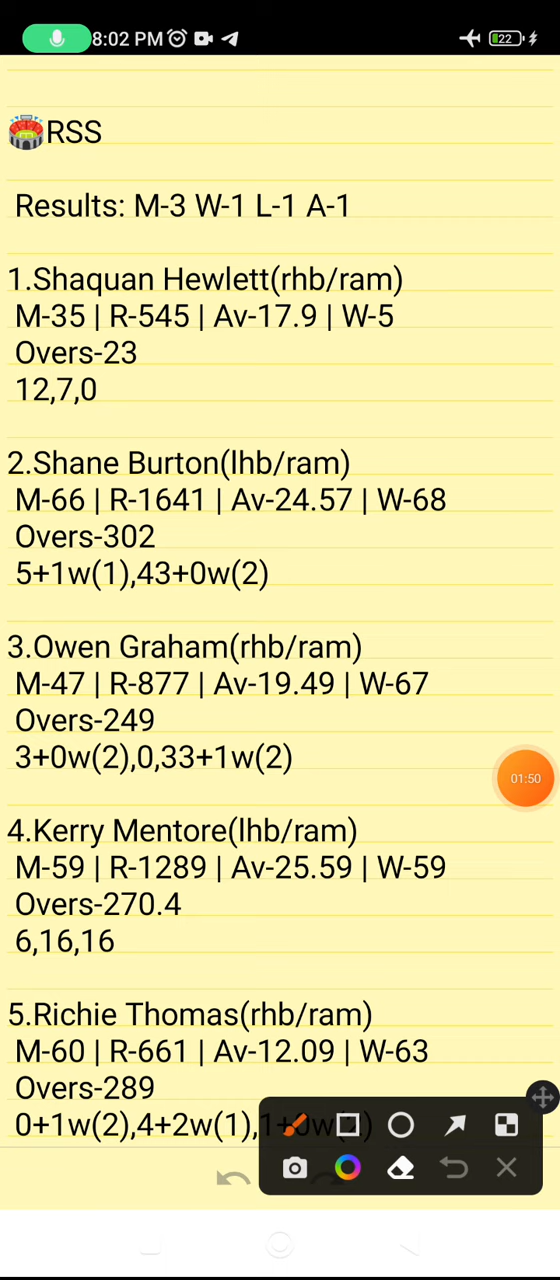 8:02 PM
22
RSS
Results: M-3 W-1 L-1 A-1
1.Shaquan Hewlett(rhb/ram)
M-35 | R-545 | Av-17.9 | W-5
Overs-23
12,7,0
2.Shane Burton(lhb/ram)
M-66 | R-1641 | Av-24.57 | W-68
Overs-302
5+1w(1),43+0w(2)
3.Owen Graham(rhb/ram)
M-47 | R-877 | Av-19.49 | W-67
Overs-249
3+0w(2),0,33+1w(2)
01:50
4.Kerry Mentore(lhb/ram)
M-59 | R-1289 | Av-25.59 | W-59
Overs-270.4
6,16,16
5.Richie Thomas(rhb/ram)
M-60 | R-661 | Av-12.09 | W-63
Overs-289
0+1w(2),4+2w(1),1+0w